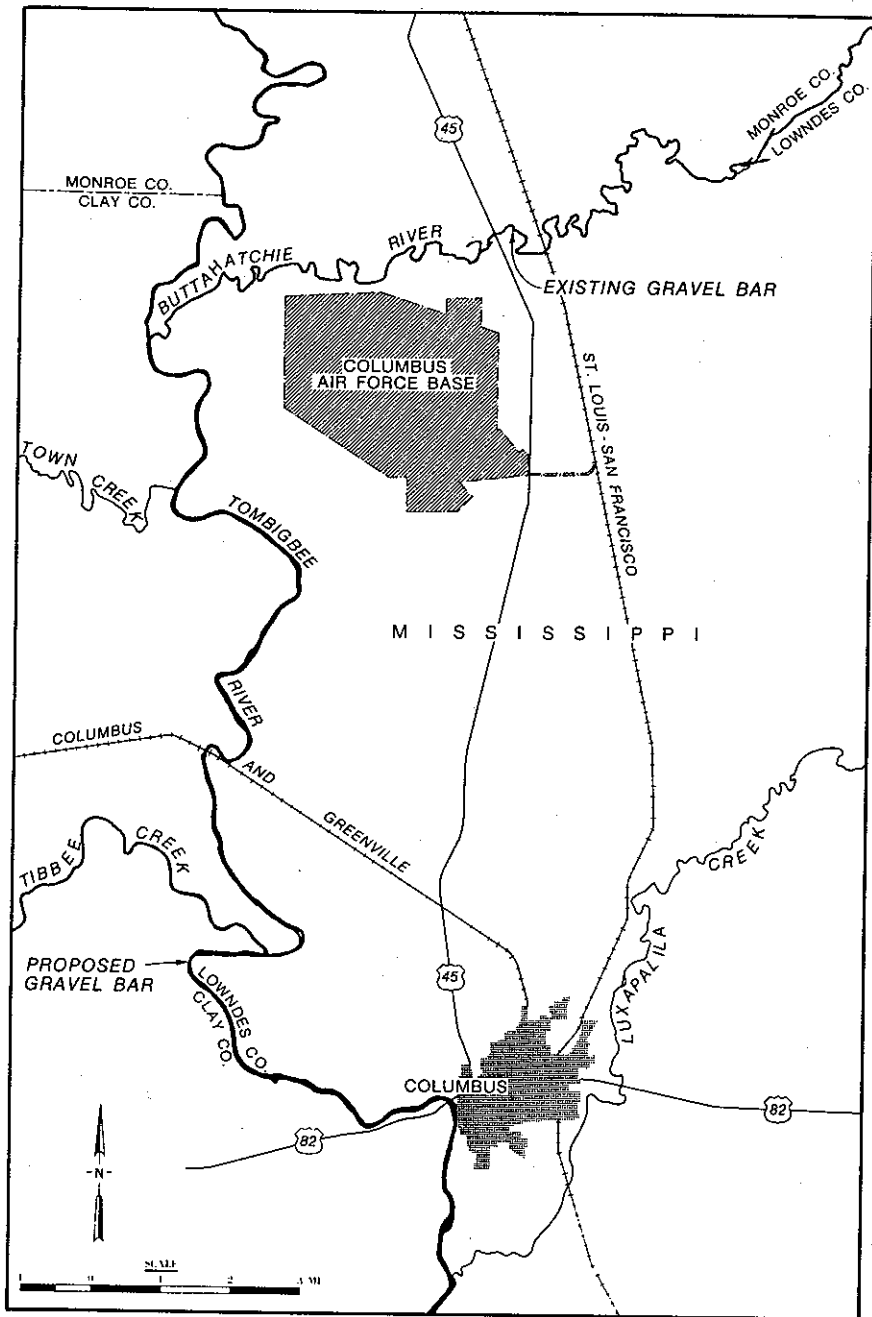 45
MONROE CO.
LOWNDES CO.
MONROE CO.
CLAY CO.
BUTTAHATCHIE RIVER
EXISTING GRAVEL BAR
COLUMBUS
AIR FORCE BASE
ST. LOUIS - SAN FRANCISCO
TOWN CREEK
TOMBIGBEE RIVER
MISSISSIPPI
COLUMBUS AND GREENVILLE
TIBBEE CREEK
LUXAPALILA CREEK
PROPOSED
GRAVEL BAR
LOWNDES CO.
CLAY CO.
45
COLUMBUS
82
82
-N-
SCALE
1 0 1 2 3 MI